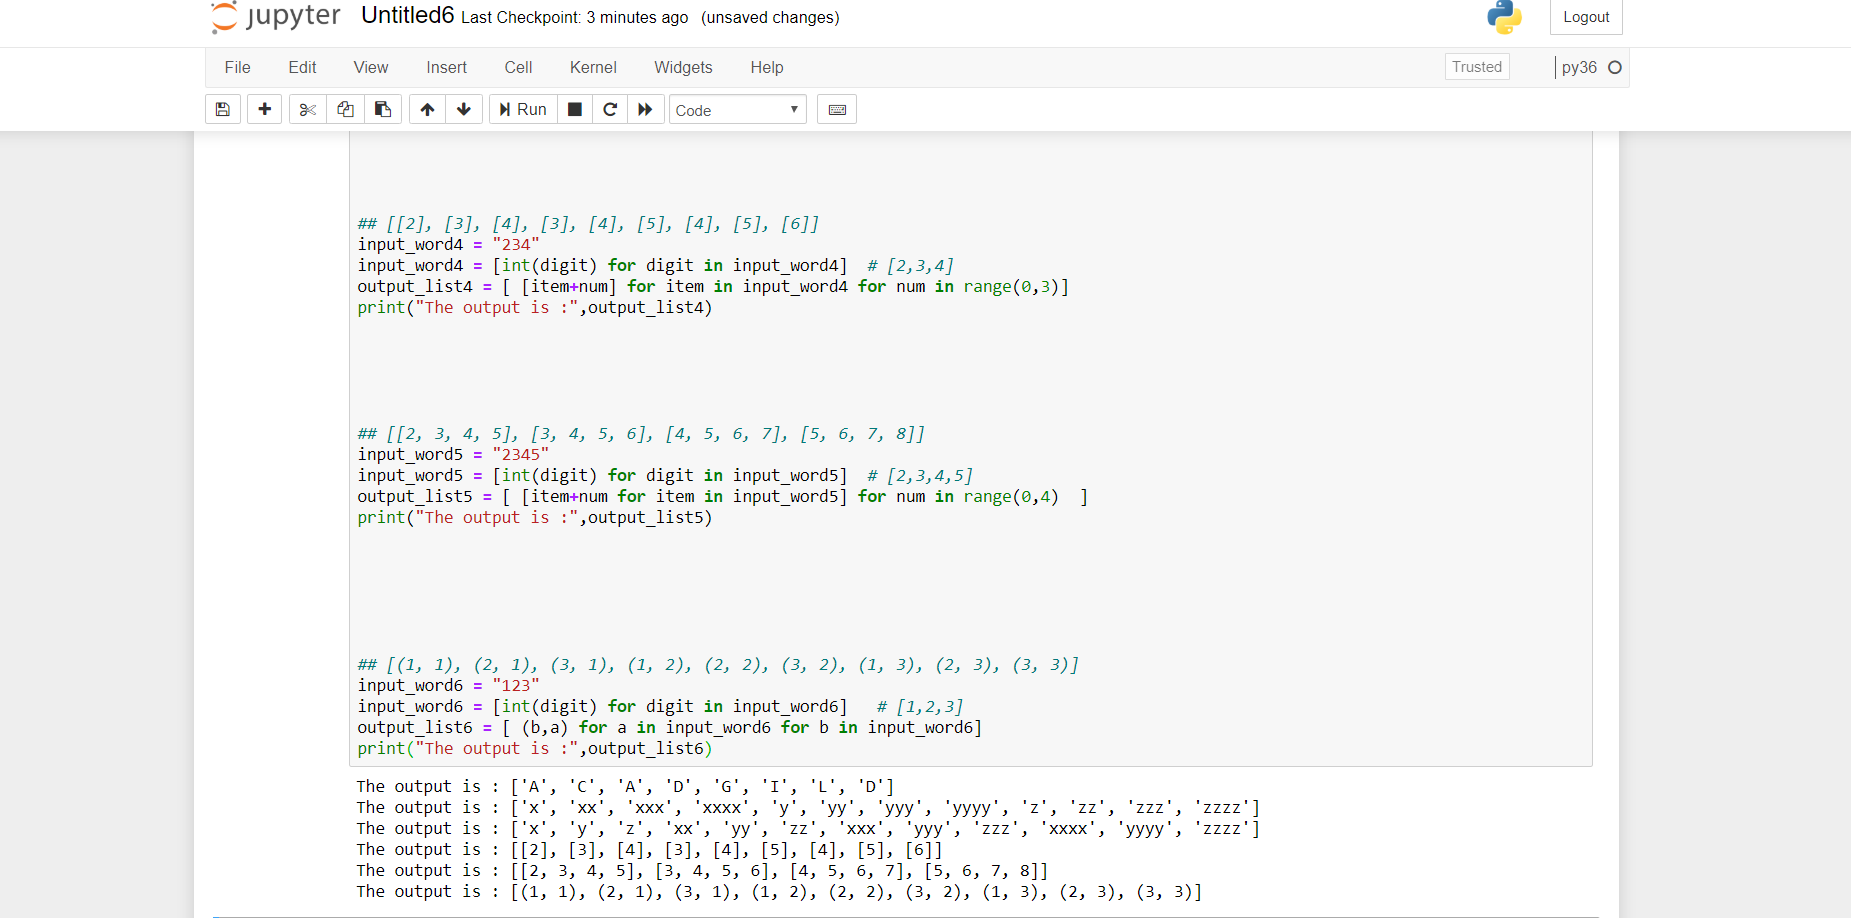 jupyter Untitled6 Last Checkpoint: 3 minutes ago (unsaved changes) Logout
File Edit View Insert Cell Kernel Widgets Help Trusted py36
Run Code
## [[2], [3], [4], [3], [4], [5], [4], [5], [6]]
input_word4 = "234"
input_word4 = [int(digit) for digit in input_word4]  # [2,3,4]
output_list4 = [ [item+num] for item in input_word4 for num in range(0,3)]
print("The output is :",output_list4)
## [[2, 3, 4, 5], [3, 4, 5, 6], [4, 5, 6, 7], [5, 6, 7, 8]]
input_word5 = "2345"
input_word5 = [int(digit) for digit in input_word5]  # [2,3,4,5]
output_list5 = [ [item+num for item in input_word5] for num in range(0,4)  ]
print("The output is :",output_list5)
## [(1, 1), (2, 1), (3, 1), (1, 2), (2, 2), (3, 2), (1, 3), (2, 3), (3, 3)]
input_word6 = "123"
input_word6 = [int(digit) for digit in input_word6]   # [1,2,3]
output_list6 = [ (b,a) for a in input_word6 for b in input_word6]
print("The output is :",output_list6)
The output is : ['A', 'C', 'A', 'D', 'G', 'I', 'L', 'D']
The output is : ['x', 'xx', 'xxx', 'xxxx', 'y', 'yy', 'yyy', 'yyyy', 'z', 'zz', 'zzz', 'zzzz']
The output is : ['x', 'y', 'z', 'xx', 'yy', 'zz', 'xxx', 'yyy', 'zzz', 'xxxx', 'yyyy', 'zzzz']
The output is : [[2], [3], [4], [3], [4], [5], [4], [5], [6]]
The output is : [[2, 3, 4, 5], [3, 4, 5, 6], [4, 5, 6, 7], [5, 6, 7, 8]]
The output is : [(1, 1), (2, 1), (3, 1), (1, 2), (2, 2), (3, 2), (1, 3), (2, 3), (3, 3)]